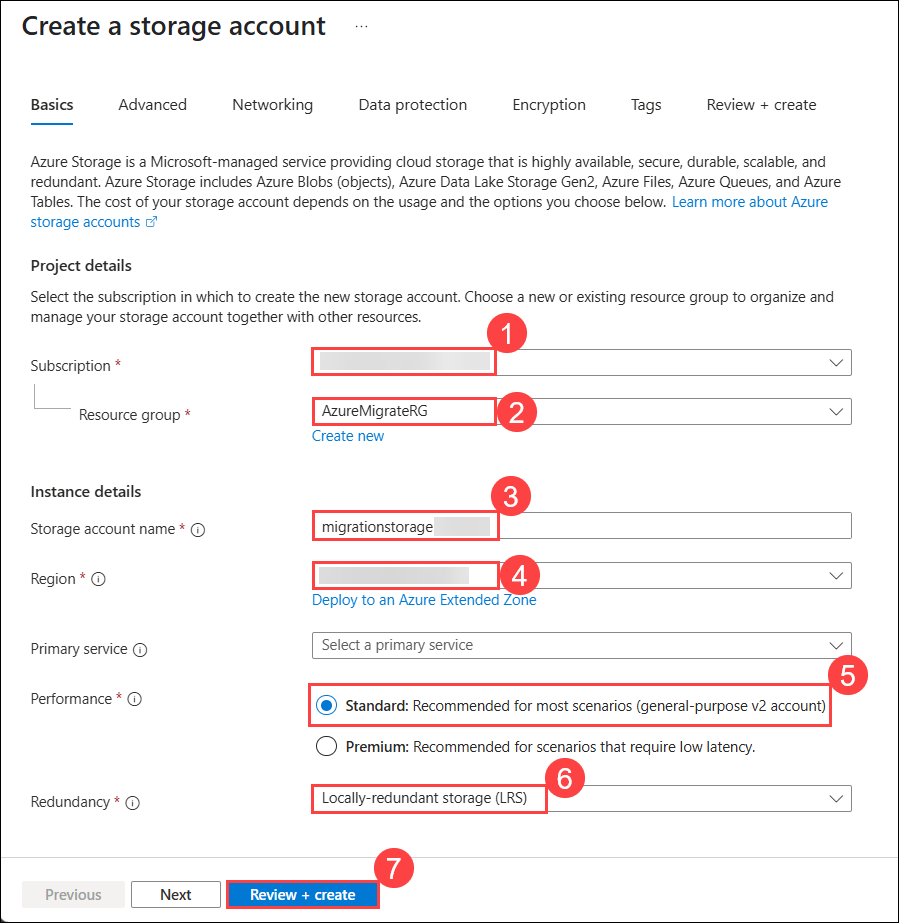 Create a storage account ...
Basics Advanced Networking Data protection Encryption Tags Review + create
Azure Storage is a Microsoft-managed service providing cloud storage that is highly available, secure, durable, scalable, and
redundant. Azure Storage includes Azure Blobs (objects), Azure Data Lake Storage Gen2, Azure Files, Azure Queues, and Azure
Tables. The cost of your storage account depends on the usage and the options you choose below. Learn more about Azure
storage accounts
Project details
Select the subscription in which to create the new storage account. Choose a new or existing resource group to organize and
manage your storage account together with other resources.
1
Subscription *
Resource group * AzureMigrateRG 2
Create new
Instance details
3
Storage account name * migrationstorage
Region * 4
Deploy to an Azure Extended Zone
Primary service Select a primary service
5
Performance * Standard: Recommended for most scenarios (general-purpose v2 account)
Premium: Recommended for scenarios that require low latency.
6
Redundancy * Locally-redundant storage (LRS)
7
Previous Next Review + create